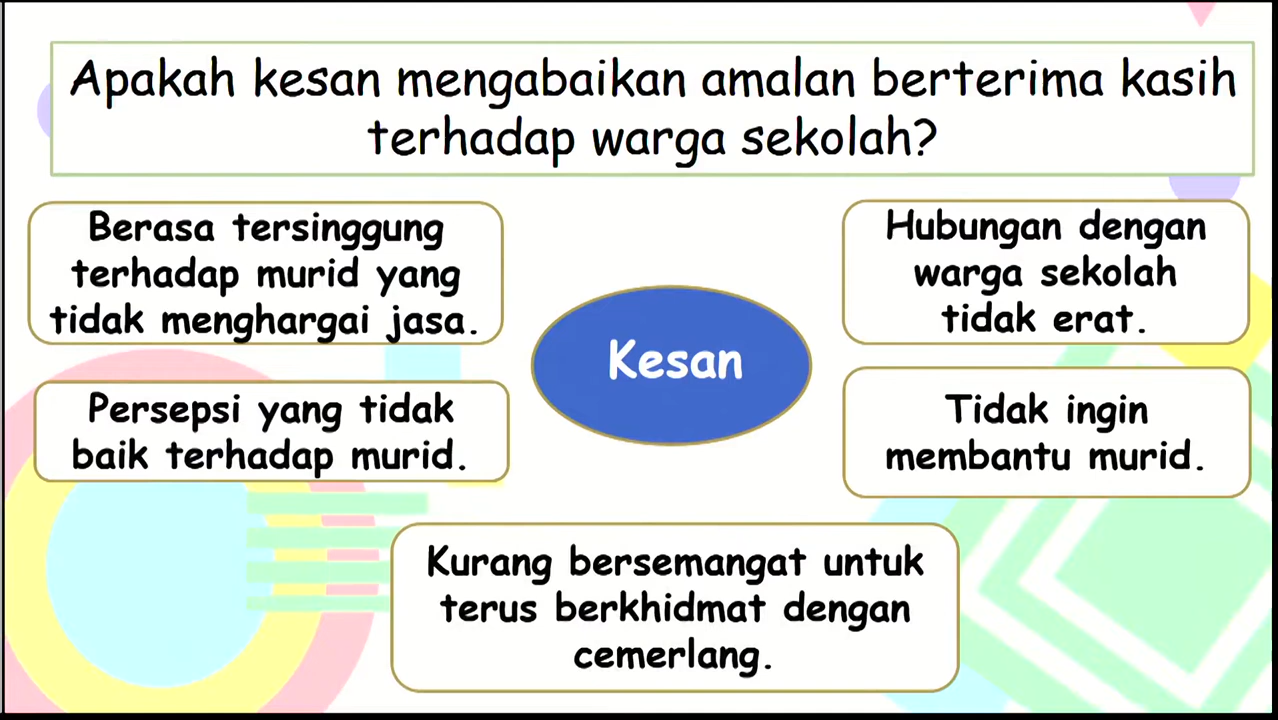 Apakah kesan mengabaikan amalan berterima kasih
terhadap warga sekolah?
Berasa tersinggung
terhadap murid yang
tidak menghargai jasa.
Hubungan dengan
warga sekolah
tidak erat.
Kesan
Persepsi yang tidak
baik terhadap murid.
Tidak ingin
membantu murid.
Kurang bersemangat untuk
terus berkhidmat dengan
cemerlang.